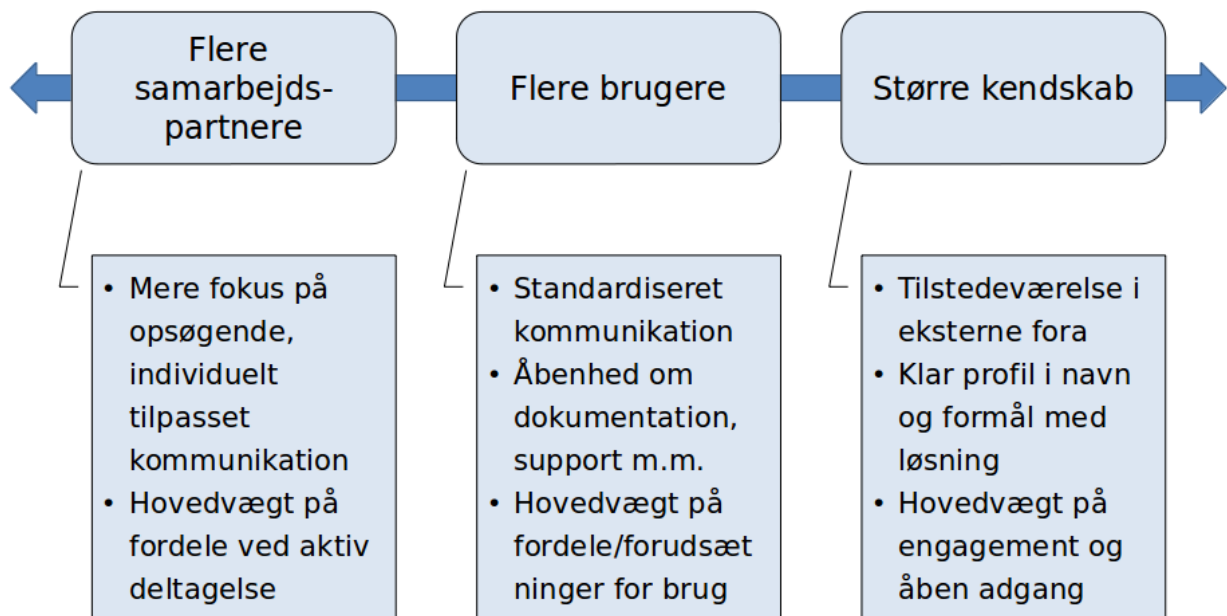 Flere
samarbejds-
partnere
Flere brugere
Større kendskab
• Mere fokus på
opsøgende,
individuelt
tilpasset
kommunikation
• Hovedvægt på
fordele ved aktiv
deltagelse
• Standardiseret
kommunikation
• Åbenhed om
dokumentation,
support m.m.
• Hovedvægt på
fordele/forudsæt
ninger for brug
• Tilstedeværelse i
eksterne fora
• Klar profil i navn
og formål med
løsning
• Hovedvægt på
engagement og
åben adgang